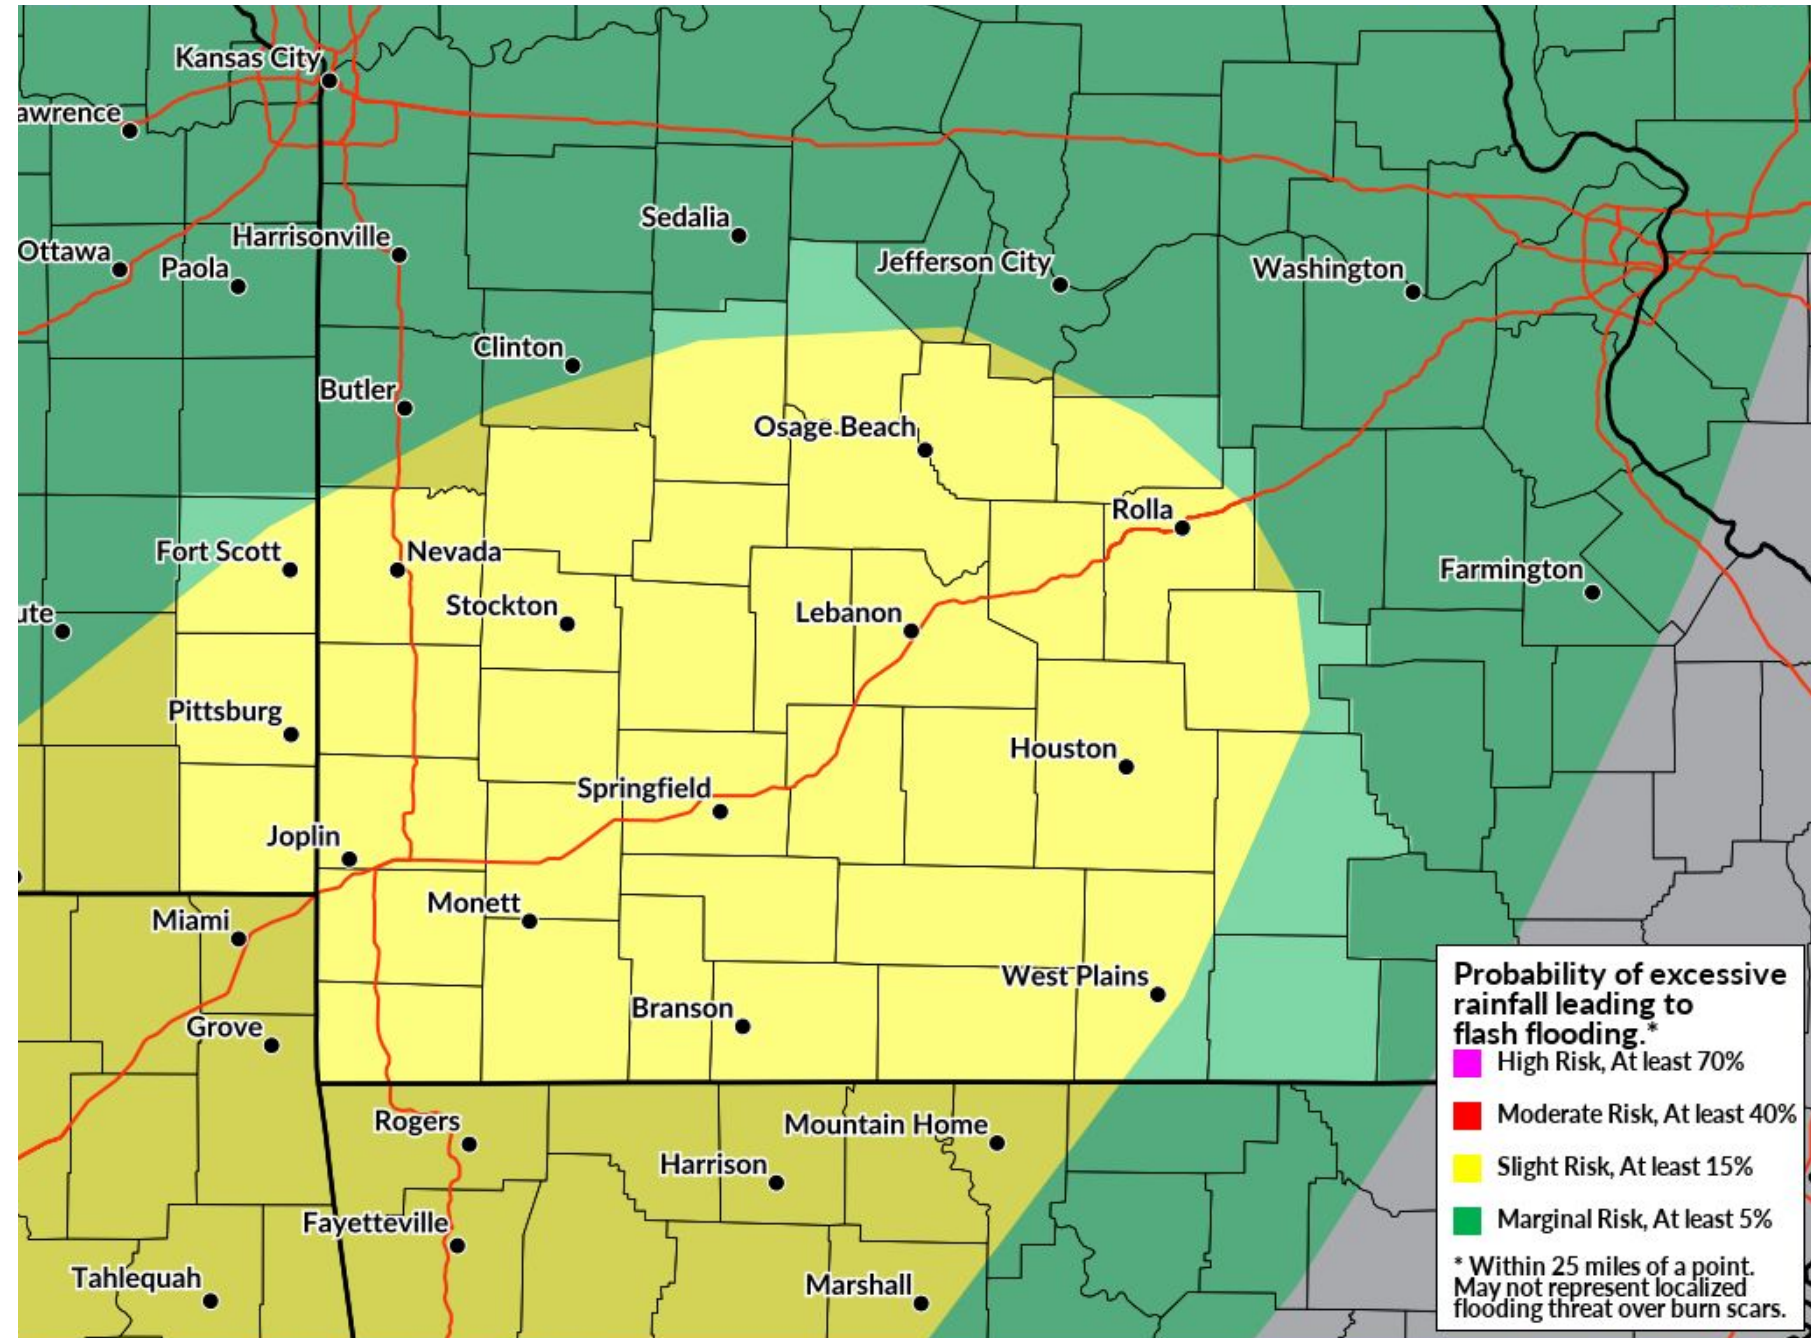 Kansas City
awrence
Sedalia
Harrisonville
Ottawa
Paola
Jefferson City
Washington
Clinton
Butler
Osage Beach
Rolla
Fort Scott
Nevada
Farmington
Stockton
ute
Lebanon
Pittsburg
Houston
Springfield
Joplin
Monett
Miami
West Plains
Branson
Grove
Rogers
Mountain Home
Harrison
Fayetteville
Tahlequah
Marshall
Probability of excessive
rainfall leading to
flash flooding.*
High Risk, At least 70%
Moderate Risk, At least 40%
Slight Risk, At least 15%
Marginal Risk, At least 5%
* Within 25 miles of a point.
May not represent localized
flooding threat over burn scars.